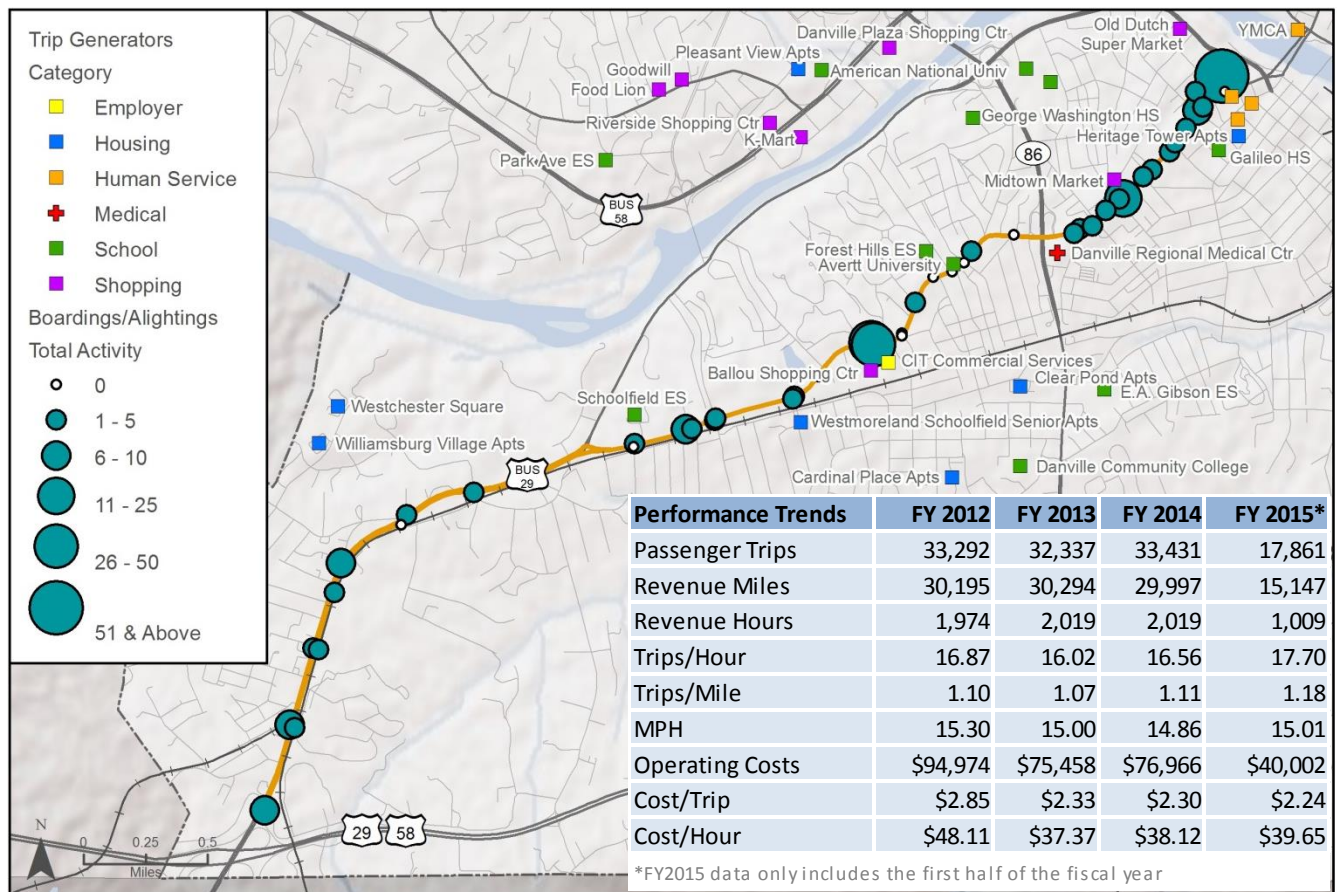 Trip Generators
Category
Employer
Housing
Human Service
Medical
School
Shopping
Boardings/Alightings
Total Activity
0
1 - 5
6 - 10
11 - 25
26 - 50
51 & Above
Old Dutch
Super Market
YMCA
Danville Plaza Shopping Ctr
Pleasant View Apts
American National Univ
Goodwill
Food Lion
Riverside Shopping Ctr
K-Mart
George Washington HS
Heritage Tower Apts
Galileo HS
Park Ave ES
86
Midtown Market
BUS
58
Forest Hills ES
Avertt University
Danville Regional Medical Ctr
CIT Commercial Services
Ballou Shopping Ctr
Clear Pond Apts
E.A. Gibson ES
Schoolfield ES
Westchester Square
Westmoreland Schoolfield Senior Apts
Williamsburg Village Apts
BUS
29
Danville Community College
Cardinal Place Apts
Performance Trends FY 2012 FY 2013 FY 2014 FY 2015*
Passenger Trips 33,292 32,337 33,431 17,861
Revenue Miles 30,195 30,294 29,997 15,147
Revenue Hours 1,974 2,019 2,019 1,009
Trips/Hour 16.87 16.02 16.56 17.70
Trips/Mile 1.10 1.07 1.11 1.18
MPH 15.30 15.00 14.86 15.01
Operating Costs $94,974 $75,458 $76,966 $40,002
Cost/Trip $2.85 $2.33 $2.30 $2.24
Cost/Hour $48.11 $37.37 $38.12 $39.65
*FY2015 data only includes the first half of the fiscal year
29 58
N
0 0.25 0.5
Miles